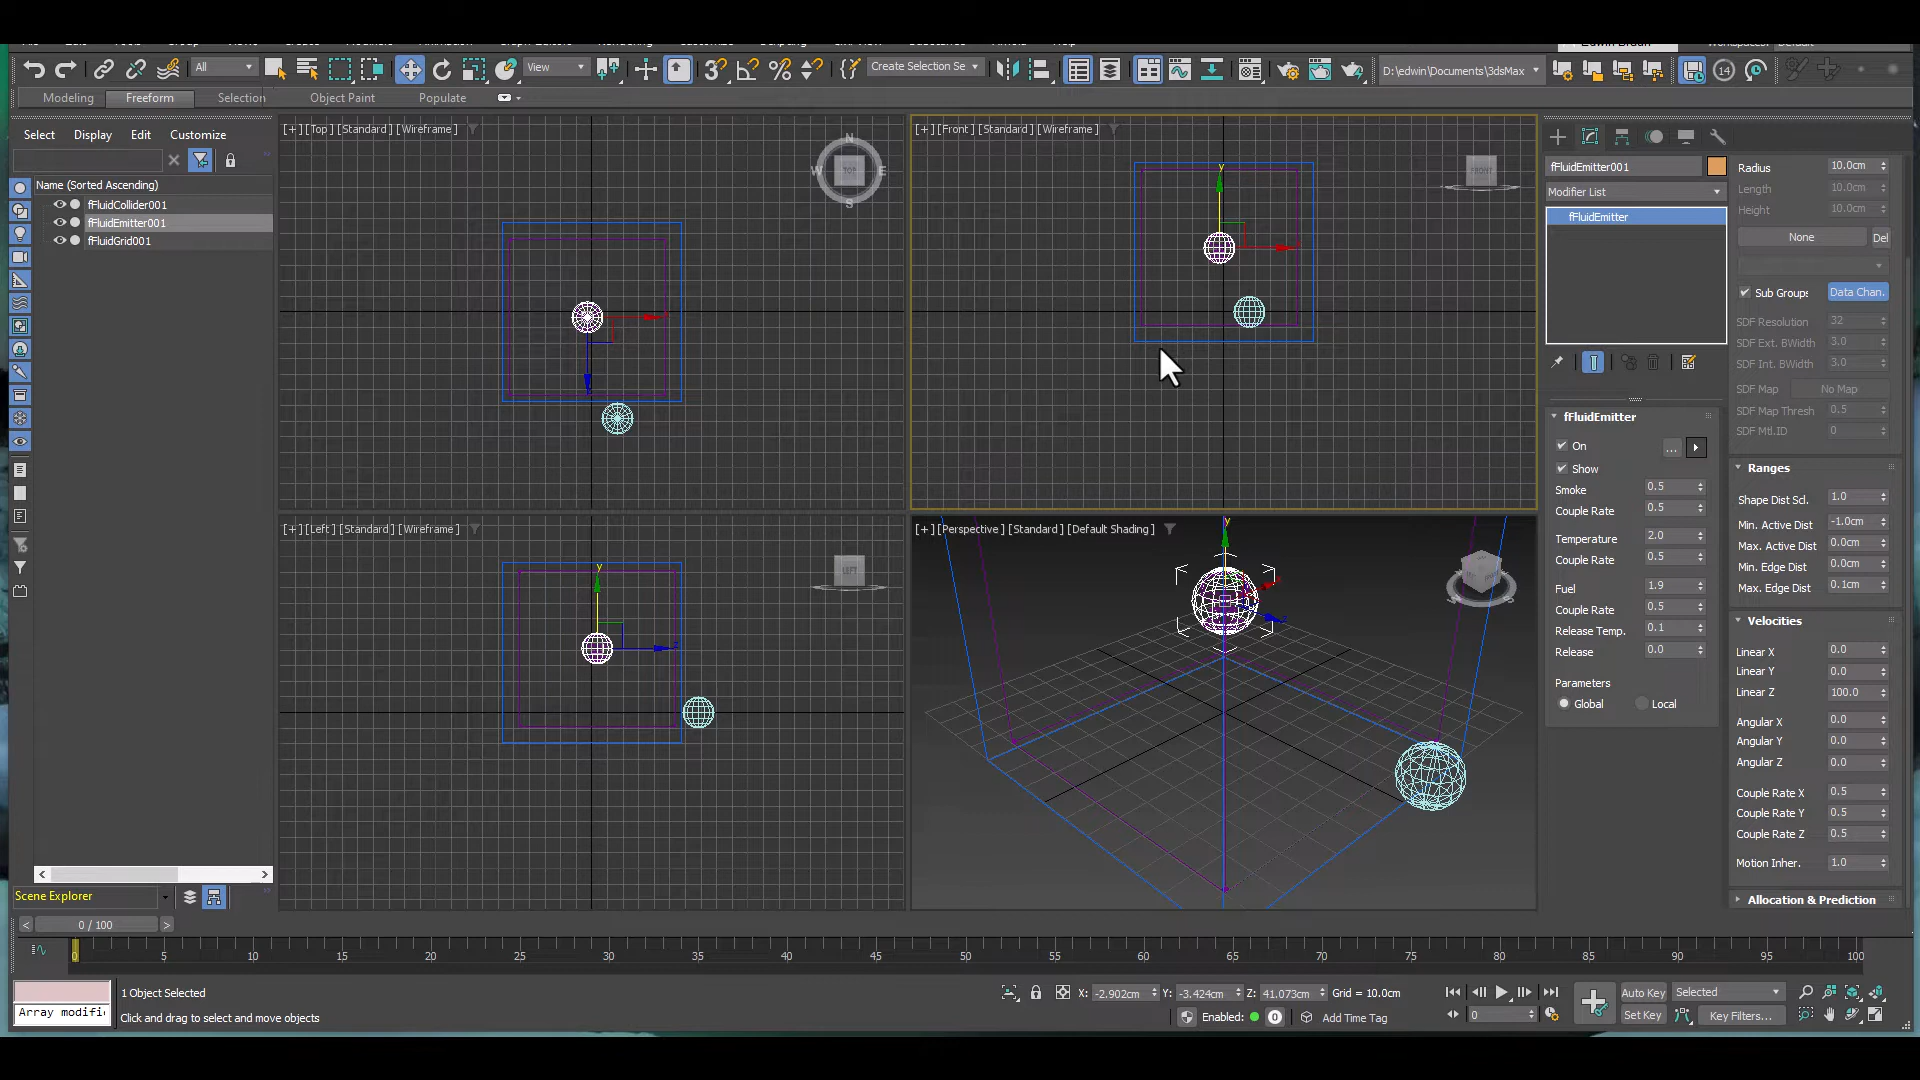 Edwin Braun
All
View
Create Selection Se
D:\edwin\Documents\3dsMax
14
Modeling
Freeform
Selection
Object Paint
Populate
Select
Display
Edit
Customize
Name (Sorted Ascending)
fFluidCollider001
fFluidEmitter001
fFluidGrid001
Scene Explorer
[+] [Top] [Standard] [Wireframe]
N
W
TOP
E
S
[+] [Front] [Standard] [Wireframe]
FRONT
y
[+] [Left] [Standard] [Wireframe]
LEFT
y
[+] [Perspective] [Standard] [Default Shading]
y
fFluidEmitter001
Modifier List
fFluidEmitter
fFluidEmitter
On
...
Show
Smoke 0.5
Couple Rate 0.5
Temperature 2.0
Couple Rate 0.5
Fuel 1.9
Couple Rate 0.5
Release Temp. 0.1
Release 0.0
Parameters
Global Local
Radius 10.0cm
Length 10.0cm
Height 10.0cm
None Del
Sub Groups Data Chan.
SDF Resolution 32
SDF Ext. BWidth 3.0
SDF Int. BWidth 3.0
SDF Map No Map
SDF Map Thresh 0.5
SDF Mtl.ID 0
Ranges
Shape Dist Scl. 1.0
Min. Active Dist -1.0cm
Max. Active Dist 0.0cm
Min. Edge Dist 0.0cm
Max. Edge Dist 0.1cm
Velocities
Linear X 0.0
Linear Y 0.0
Linear Z 100.0
Angular X 0.0
Angular Y 0.0
Angular Z 0.0
Couple Rate X 0.5
Couple Rate Y 0.5
Couple Rate Z 0.5
Motion Inher. 1.0
Allocation & Prediction
0 / 100
0 5 10 15 20 25 30 35 40 45 50 55 60 65 70 75 80 85 90 95 100
Array modifi
1 Object Selected
Click and drag to select and move objects
X: -2.902cm Y: -3.424cm Z: 41.073cm Grid = 10.0cm
Enabled: 0 Add Time Tag
0
Auto Key Selected
Set Key Key Filters...